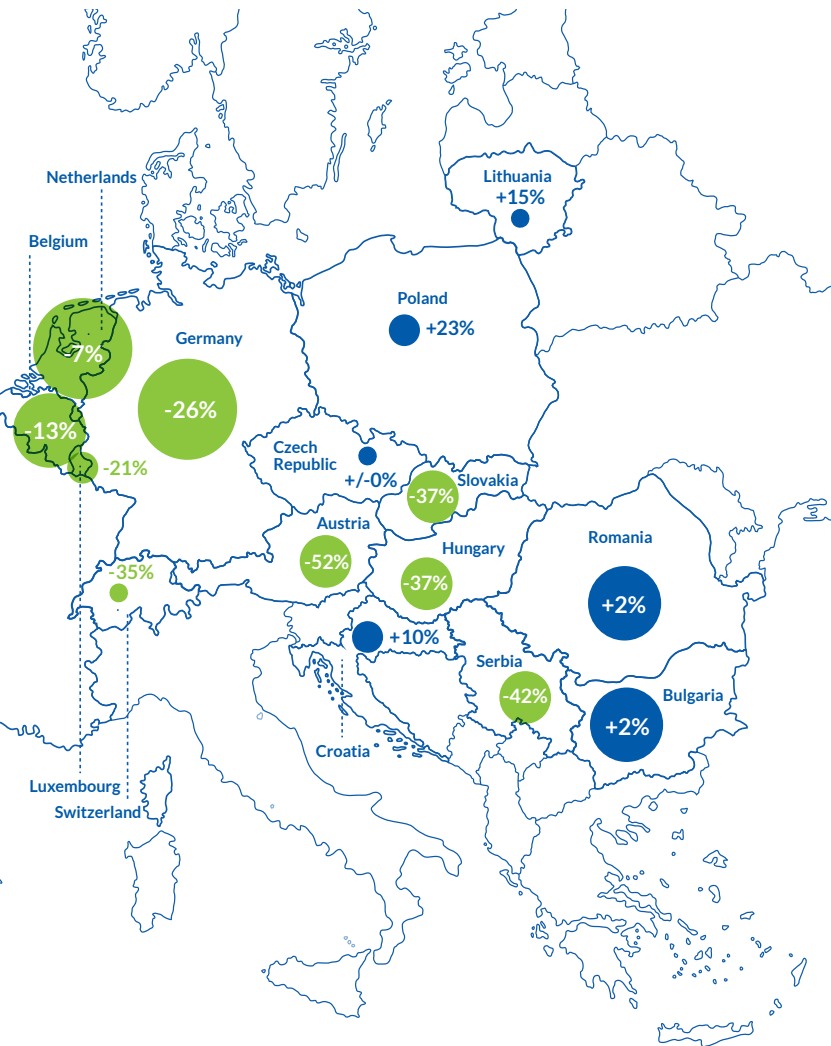 Netherlands
Lithuania
+15%
Belgium
Poland
+23%
Germany
-7%
-26%
-13%
-21%
Czech
Republic
+/-0%
Slovakia
-37%
Austria
-52%
Hungary
-37%
Romania
+2%
-35%
+10%
Serbia
-42%
Bulgaria
+2%
Croatia
Luxembourg
Switzerland